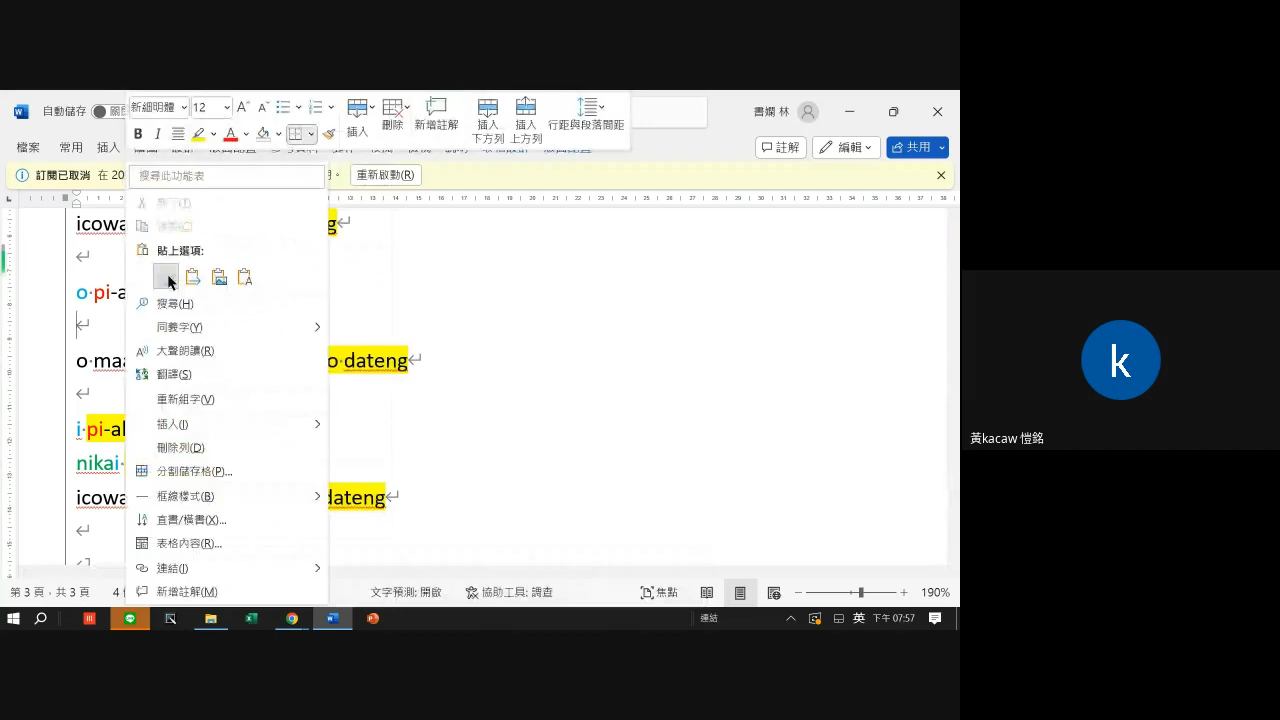 自動儲存
新細明體 12
插入 刪除 新增註解 插入下方列 插入上方列 行距與段落間距
書嫺 林
檔案 常用 插入
註解 編輯 共用
訂閱已取消 在 20
重新啟動(R)
搜尋此功能表
貼上選項:
搜尋(H)
同義字(Y)
大聲朗讀(R)
翻譯(S)
重新組字(V)
插入(I)
刪除列(D)
分割儲存格(P)...
框線樣式(B)
直書/橫書(X)...
表格內容(R)...
連結(I)
新增註解(M)
icowa
o pi-a
o maa
o dateng
i pi-al
nikai
icowa
dateng
第 3 頁，共 3 頁
文字預測: 開啟
協助工具: 調查
焦點
190%
連結
英
下午 07:57
k
黃kacaw 愷銘